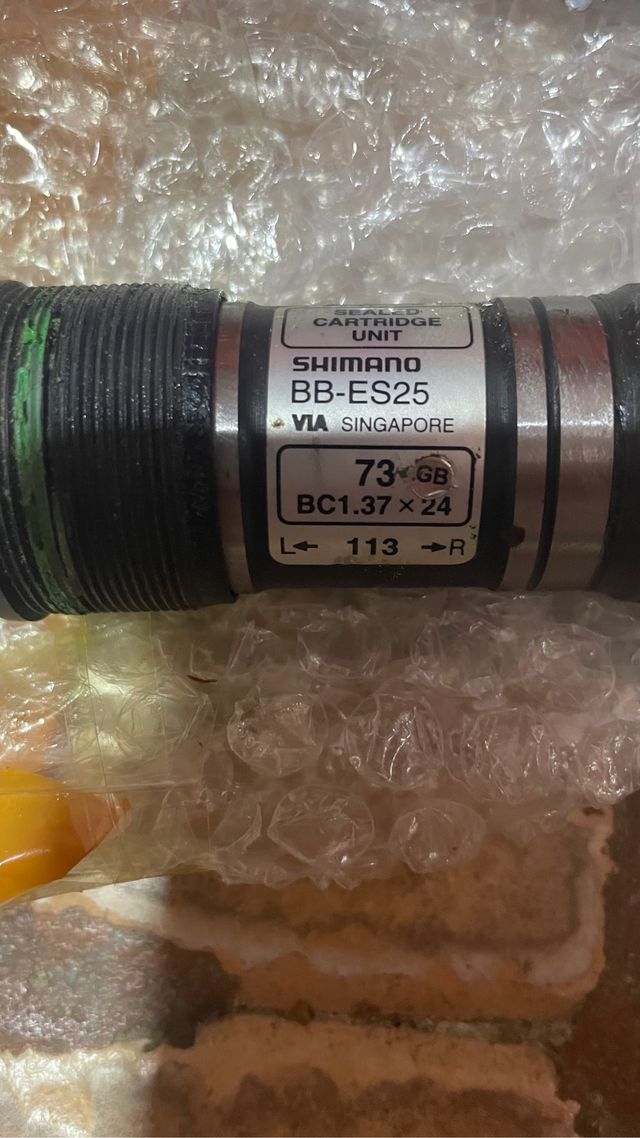 SEALED
CARTRIDGE
UNIT
SHIMANO
BB-ES25
VIA SINGAPORE
73 GB
BC1.37 × 24
L← 113 →R